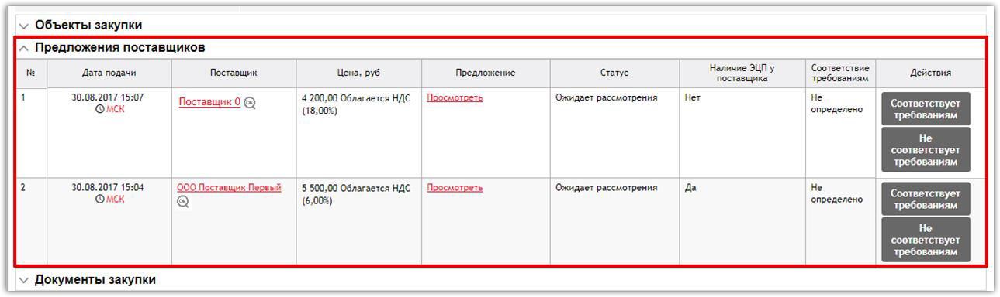 Объекты закупки
Предложения поставщиков
№ Дата подачи Поставщик Цена, руб Предложение Статус Наличие ЭЦП у поставщика Соответствие требованиям Действия
1 30.08.2017 15:07 Поставщик 0 4 200,00 Облагается НДС Просмотреть Ожидает рассмотрения Нет Не Соответствует
МСК (18,00%) определено требованиям
Не
соответствует
требованиям
2 30.08.2017 15:04 ООО Поставщик Первый 5 500,00 Облагается НДС Просмотреть Ожидает рассмотрения Да Не Соответствует
МСК (6,00%) определено требованиям
Не
соответствует
требованиям
Документы закупки